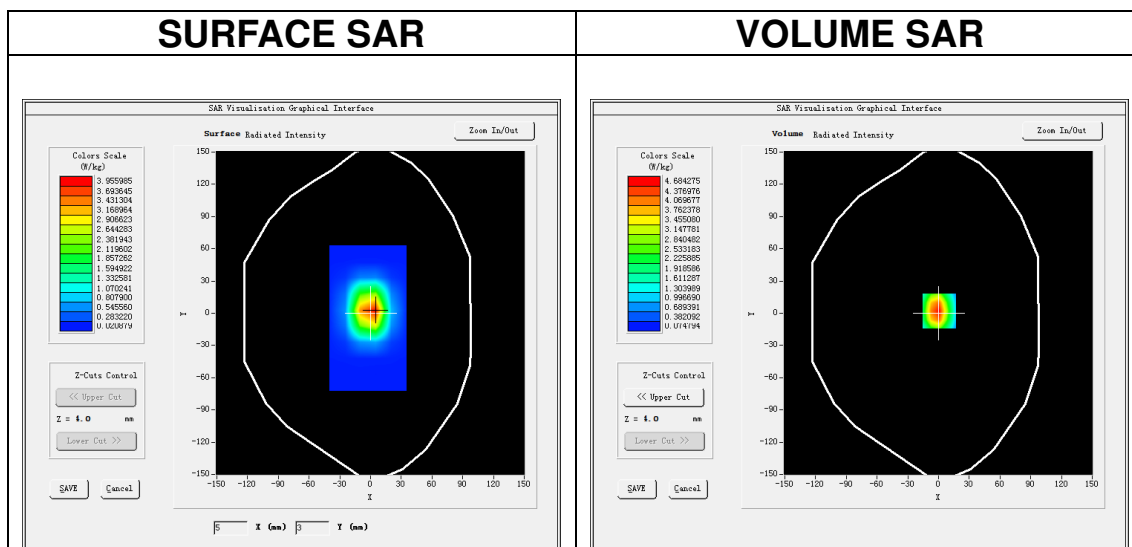 SURFACE SAR
VOLUME SAR
SAR Visualisation Graphical Interface
Surface Radiated Intensity
Zoom In/Out
Colors Scale
(W/kg)
3.955985
3.693645
3.431304
3.168964
2.906623
2.644283
2.381943
2.119602
1.857262
1.594922
1.332581
1.070241
0.807900
0.545560
0.283220
0.020879
Z-Cuts Control
<< Upper Cut
Z = 4.0 mm
Lower Cut >>
SAVE Cancel
150
120
90
60
30
0
-30
-60
-90
-120
-150
Y
-150 -120 -90 -60 -30 0 30 60 90 120 150
X
5 X (mm) 3 Y (mm)
SAR Visualisation Graphical Interface
Volume Radiated Intensity
Zoom In/Out
Colors Scale
(W/kg)
4.684275
4.376976
4.069677
3.762378
3.455080
3.147781
2.840482
2.533183
2.225885
1.918586
1.611287
1.303989
0.996690
0.689391
0.382092
0.074794
Z-Cuts Control
<< Upper Cut
Z = 4.0 mm
Lower Cut >>
SAVE Cancel
150
120
90
60
30
0
-30
-60
-90
-120
-150
Y
-150 -120 -90 -60 -30 0 30 60 90 120 150
X